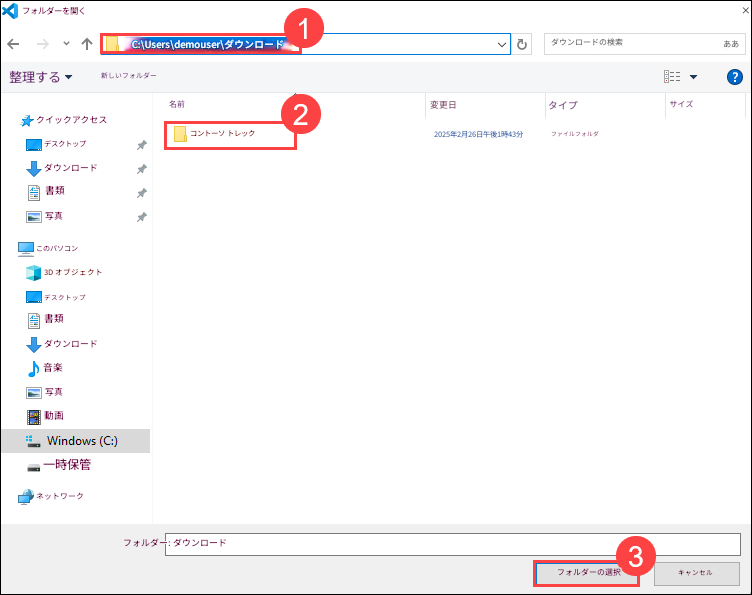 フォルダーを開く
1
C:\Users\demouser\ダウンロード
ダウンロードの検索
ああ
整理する
新しいフォルダー
?
名前
変更日
タイプ
サイズ
2
コントーソ トレック
2025年2月26日午後1時43分
ファイルフォルダ
クイックアクセス
デスクトップ
ダウンロード
書類
写真
このパソコン
3D オブジェクト
デスクトップ
書類
ダウンロード
音楽
写真
動画
Windows (C:)
一時保管
ネットワーク
フォルダー: ダウンロード
3
フォルダーの選択
キャンセル